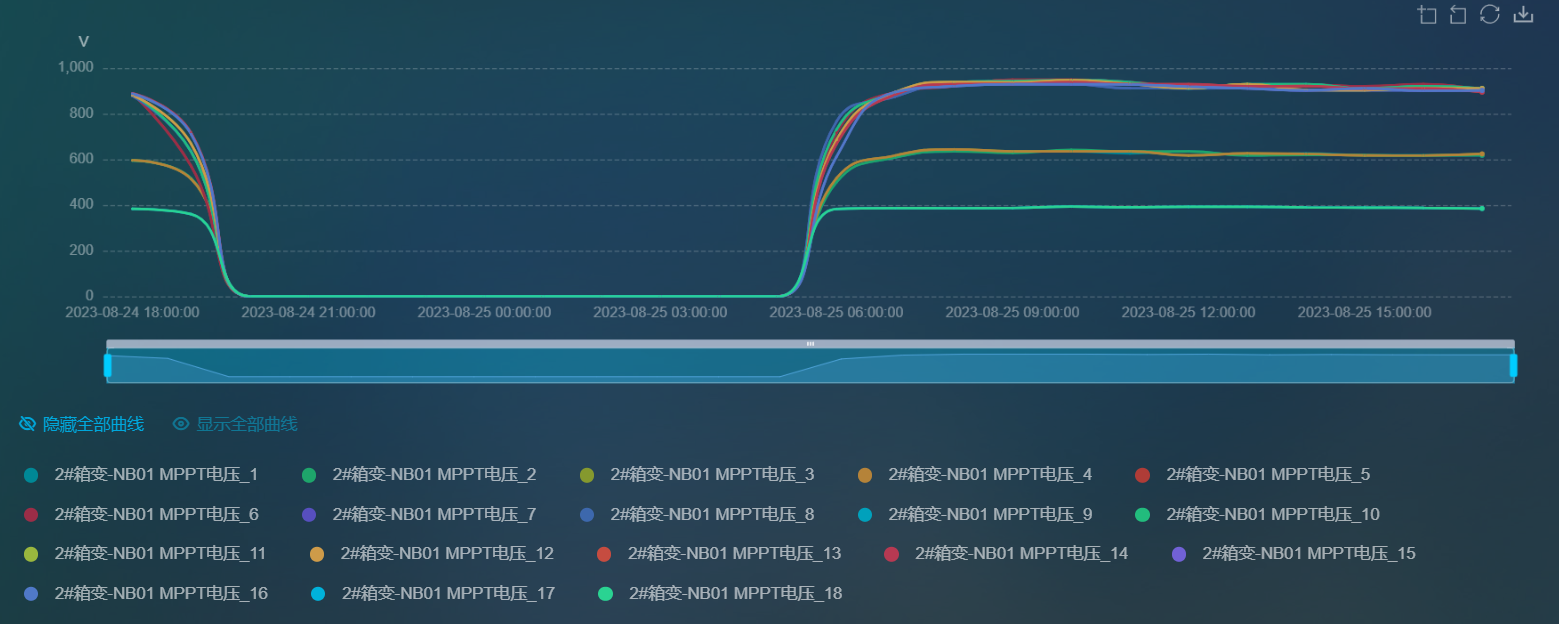 V
1,000
800
600
400
200
0
2023-08-24 18:00:00 2023-08-24 21:00:00 2023-08-25 00:00:00 2023-08-25 03:00:00 2023-08-25 06:00:00 2023-08-25 09:00:00 2023-08-25 12:00:00 2023-08-25 15:00:00
隐藏全部曲线 显示全部曲线
2#箱变-NB01 MPPT电压_1 2#箱变-NB01 MPPT电压_2 2#箱变-NB01 MPPT电压_3 2#箱变-NB01 MPPT电压_4 2#箱变-NB01 MPPT电压_5
2#箱变-NB01 MPPT电压_6 2#箱变-NB01 MPPT电压_7 2#箱变-NB01 MPPT电压_8 2#箱变-NB01 MPPT电压_9 2#箱变-NB01 MPPT电压_10
2#箱变-NB01 MPPT电压_11 2#箱变-NB01 MPPT电压_12 2#箱变-NB01 MPPT电压_13 2#箱变-NB01 MPPT电压_14 2#箱变-NB01 MPPT电压_15
2#箱变-NB01 MPPT电压_16 2#箱变-NB01 MPPT电压_17 2#箱变-NB01 MPPT电压_18